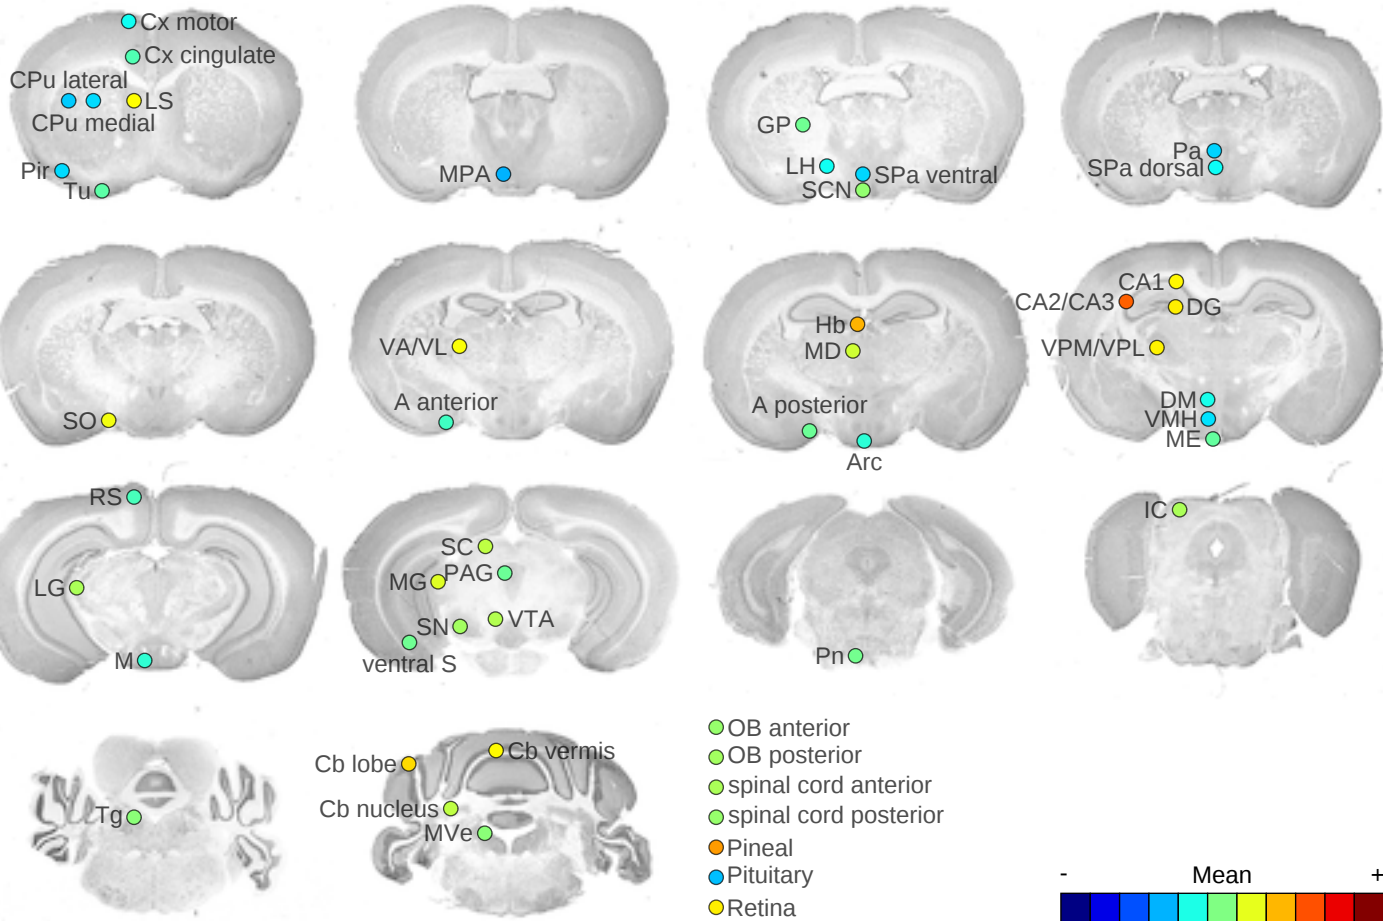 Cx motor
Cx cingulate
CPu lateral
LS
CPu medial
Pir
Tu
MPA
GP
LH
SPa ventral
SCN
Pa
SPa dorsal
SO
VA/VL
A anterior
Hb
MD
A posterior
Arc
CA1
CA2/CA3
DG
VPM/VPL
DM
VMH
ME
RS
LG
M
SC
PAG
MG
VTA
SN
ventral S
Pn
IC
Tg
Cb lobe
Cb vermis
Cb nucleus
MVe
OB anterior
OB posterior
spinal cord anterior
spinal cord posterior
Pineal
Pituitary
Retina
- Mean +